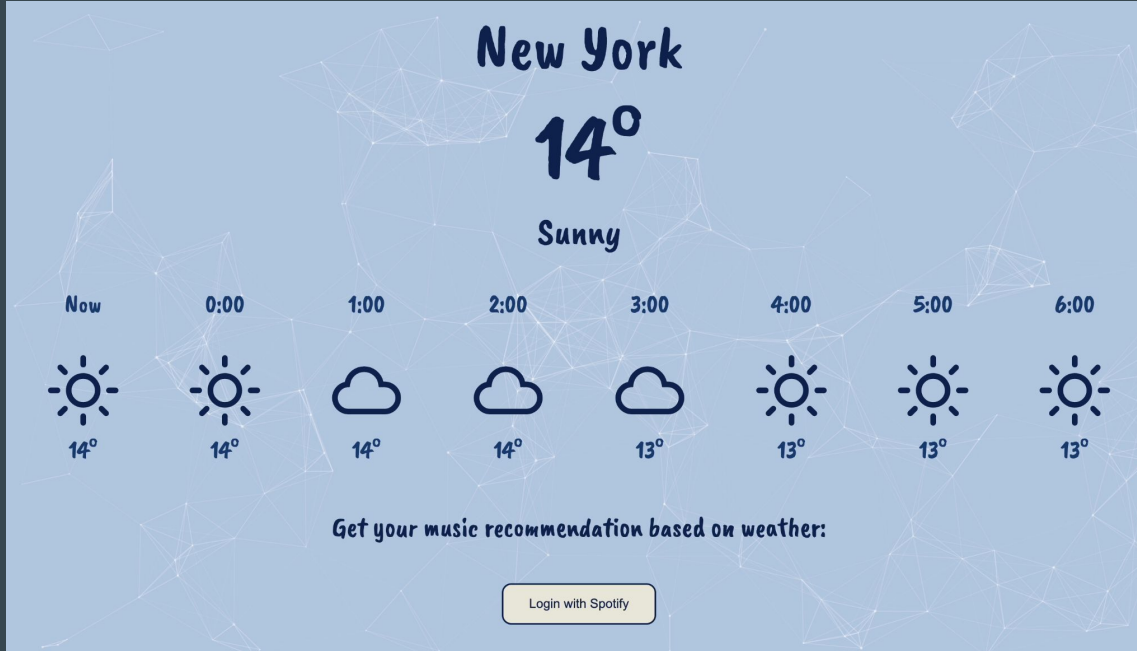 New York
14°
Sunny
Now 0:00 1:00 2:00 3:00 4:00 5:00 6:00
14° 14° 14° 14° 13° 13° 13° 13°
Get your music recommendation based on weather:
Login with Spotify